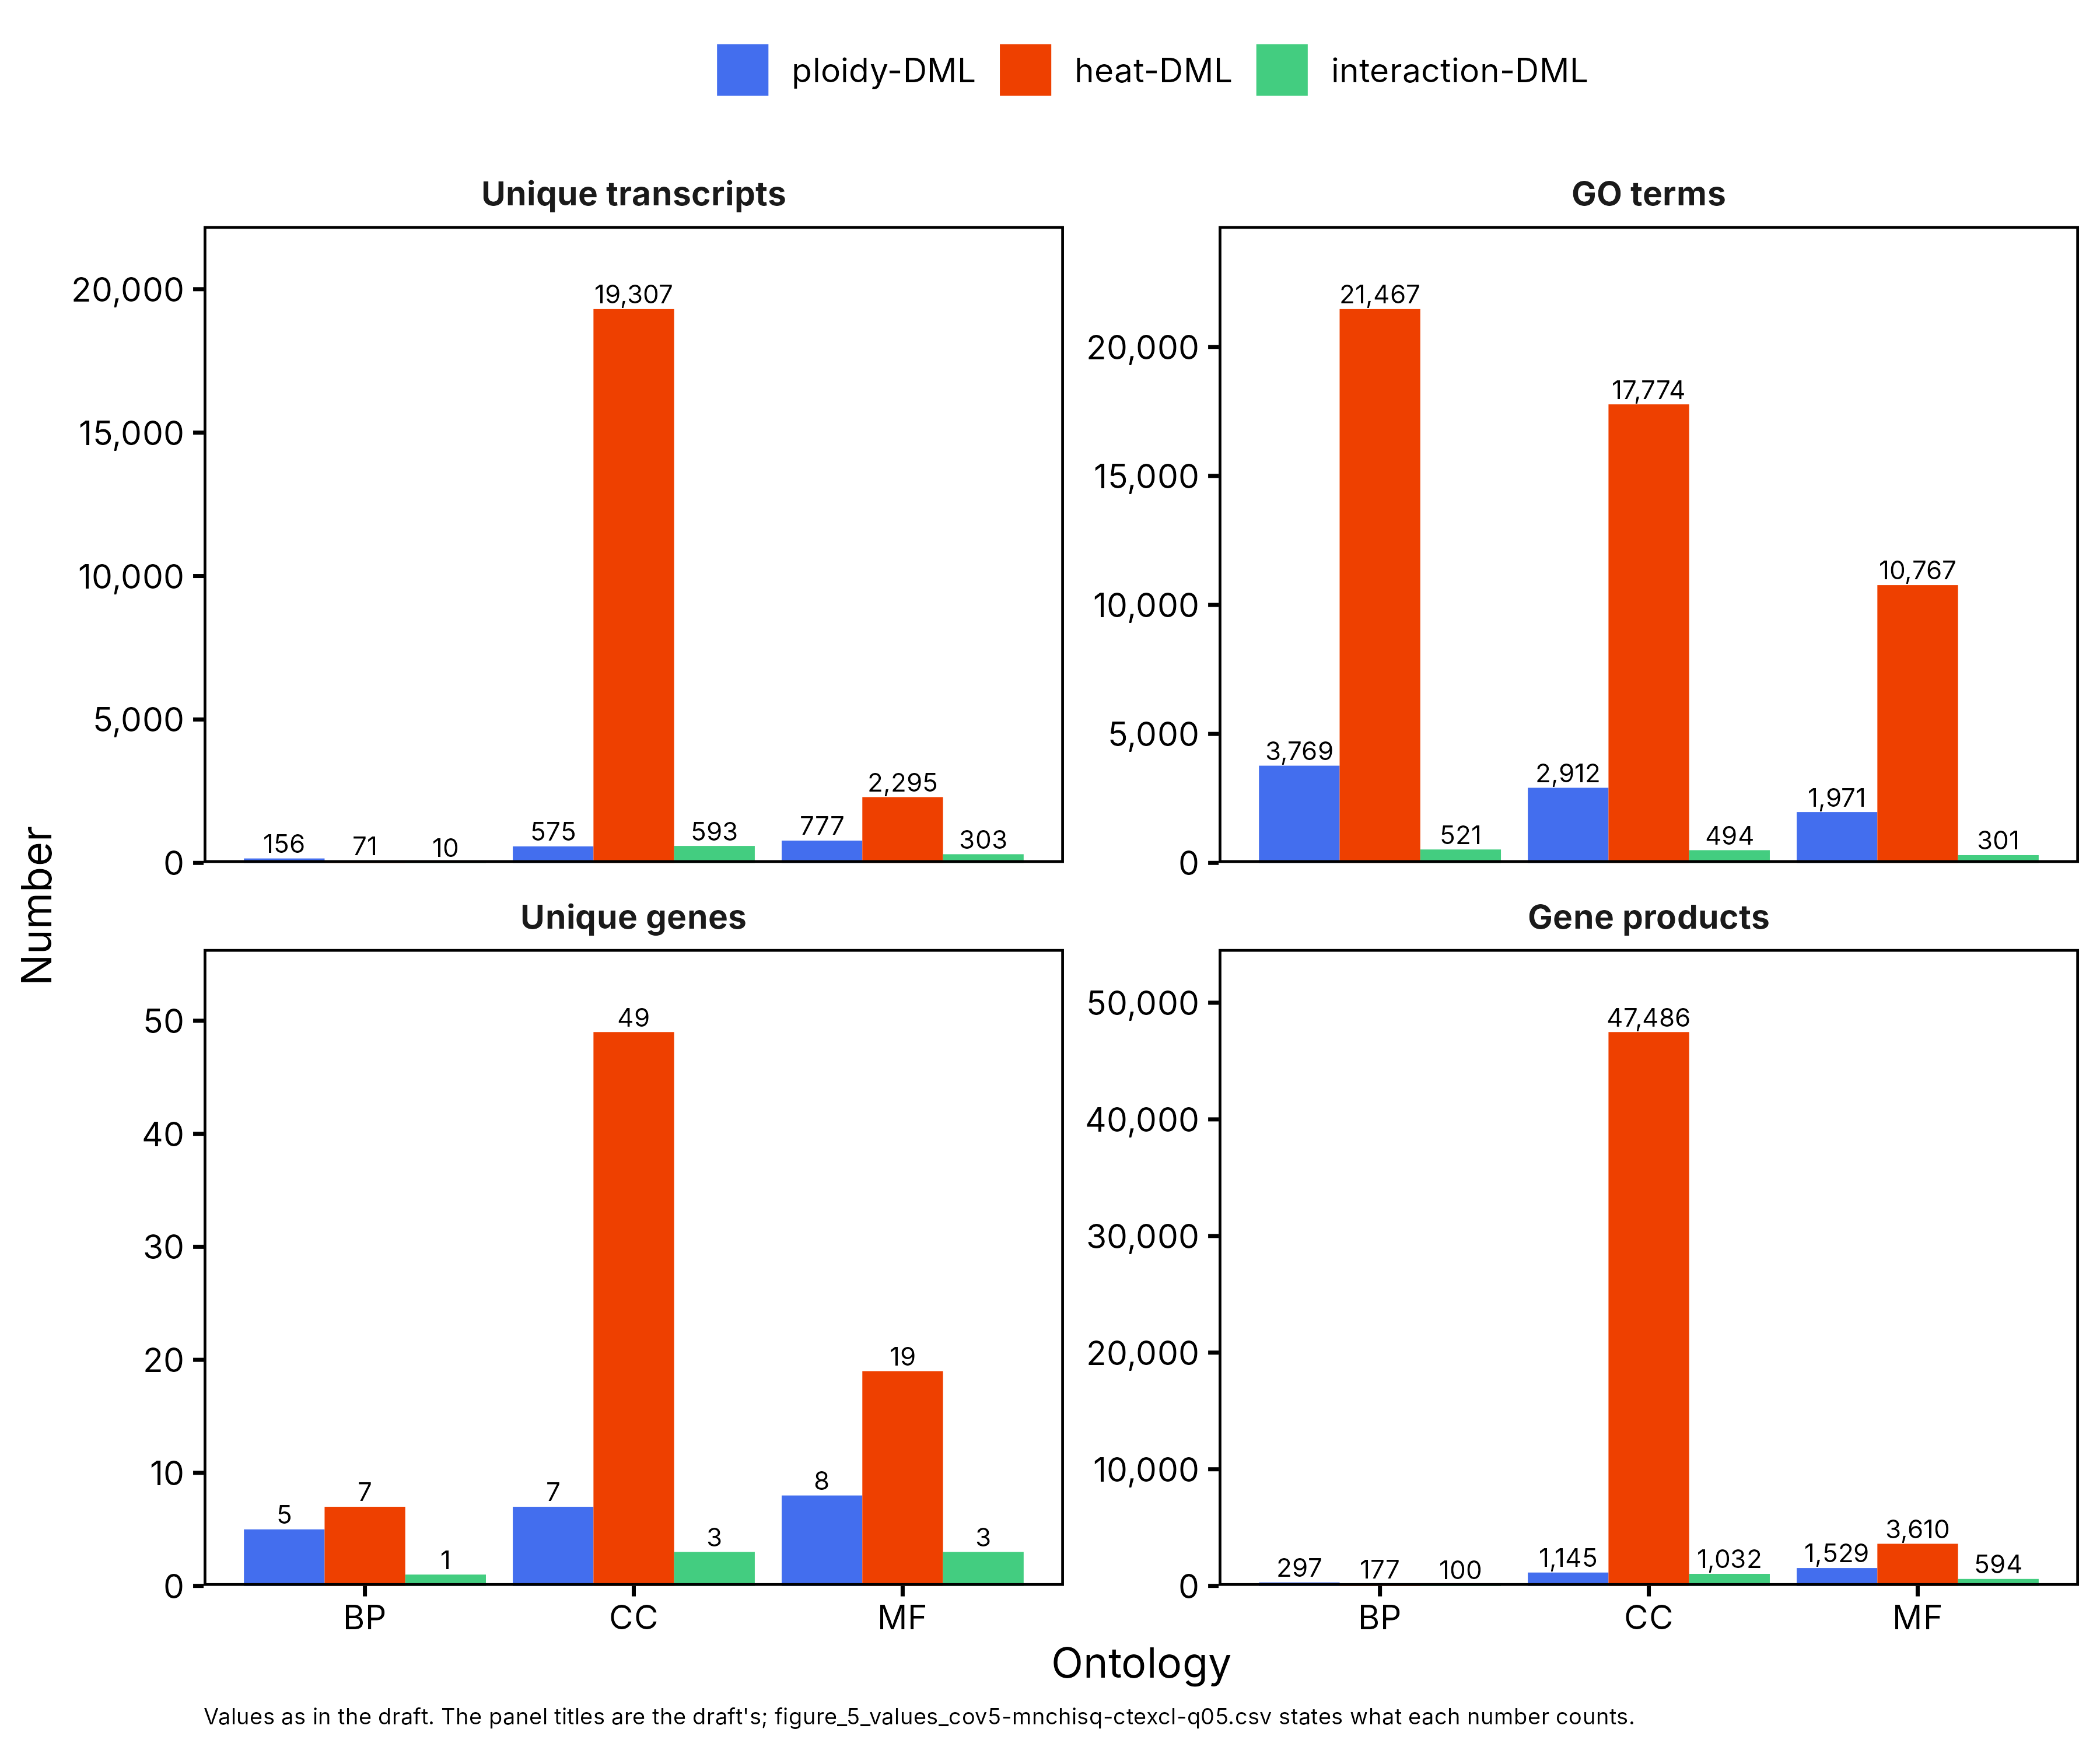 ploidy-DML heat-DML interaction-DML
Unique transcripts
20,000
15,000
10,000
5,000
0
156 71 10 575 19,307 593 777 2,295 303
GO terms
20,000
15,000
10,000
5,000
0
3,769 21,467 521 2,912 17,774 494 1,971 10,767 301
Number
Unique genes
50
40
30
20
10
0
5 7 1 7 49 3 8 19 3
BP CC MF
Gene products
50,000
40,000
30,000
20,000
10,000
0
297 177 100 1,145 47,486 1,032 1,529 3,610 594
BP CC MF
Ontology
Values as in the draft. The panel titles are the draft's; figure_5_values_cov5-mnchisq-ctexcl-q05.csv states what each number counts.